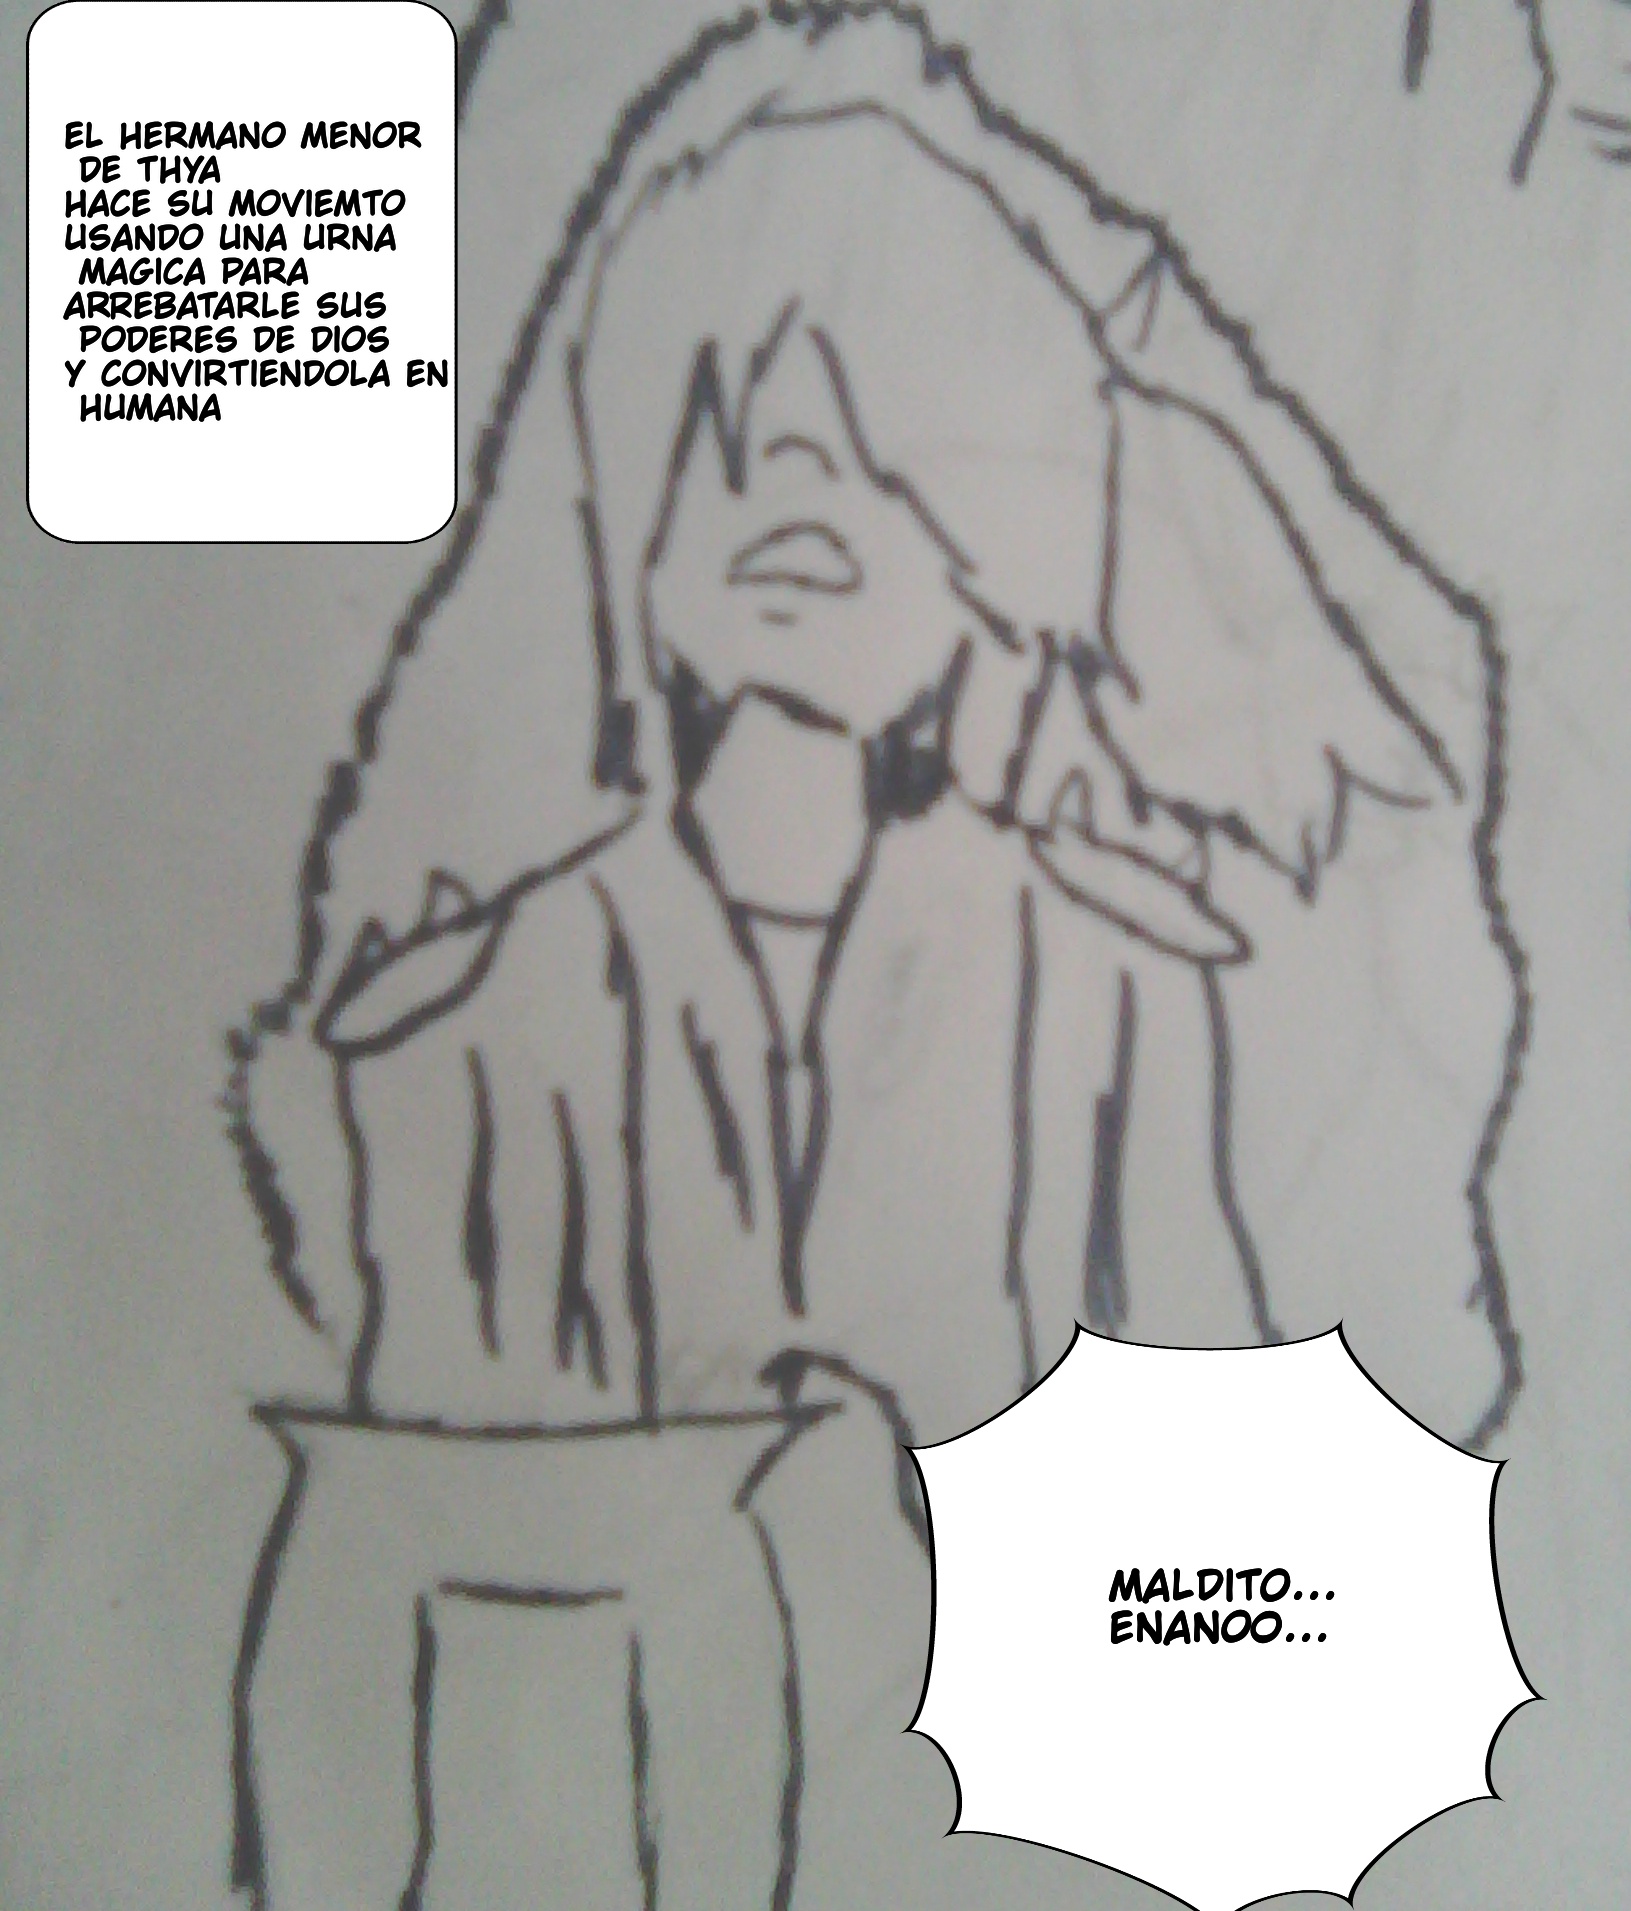 EL HERMANO MENOR
DE THYA
HACE SU MOVIEMTO
USANDO UNA URNA
MAGICA PARA
ARREBATARLE SUS
PODERES DE DIOS
Y CONVIRTIENDOLA EN
HUMANA
MALDITO...
ENANOO...